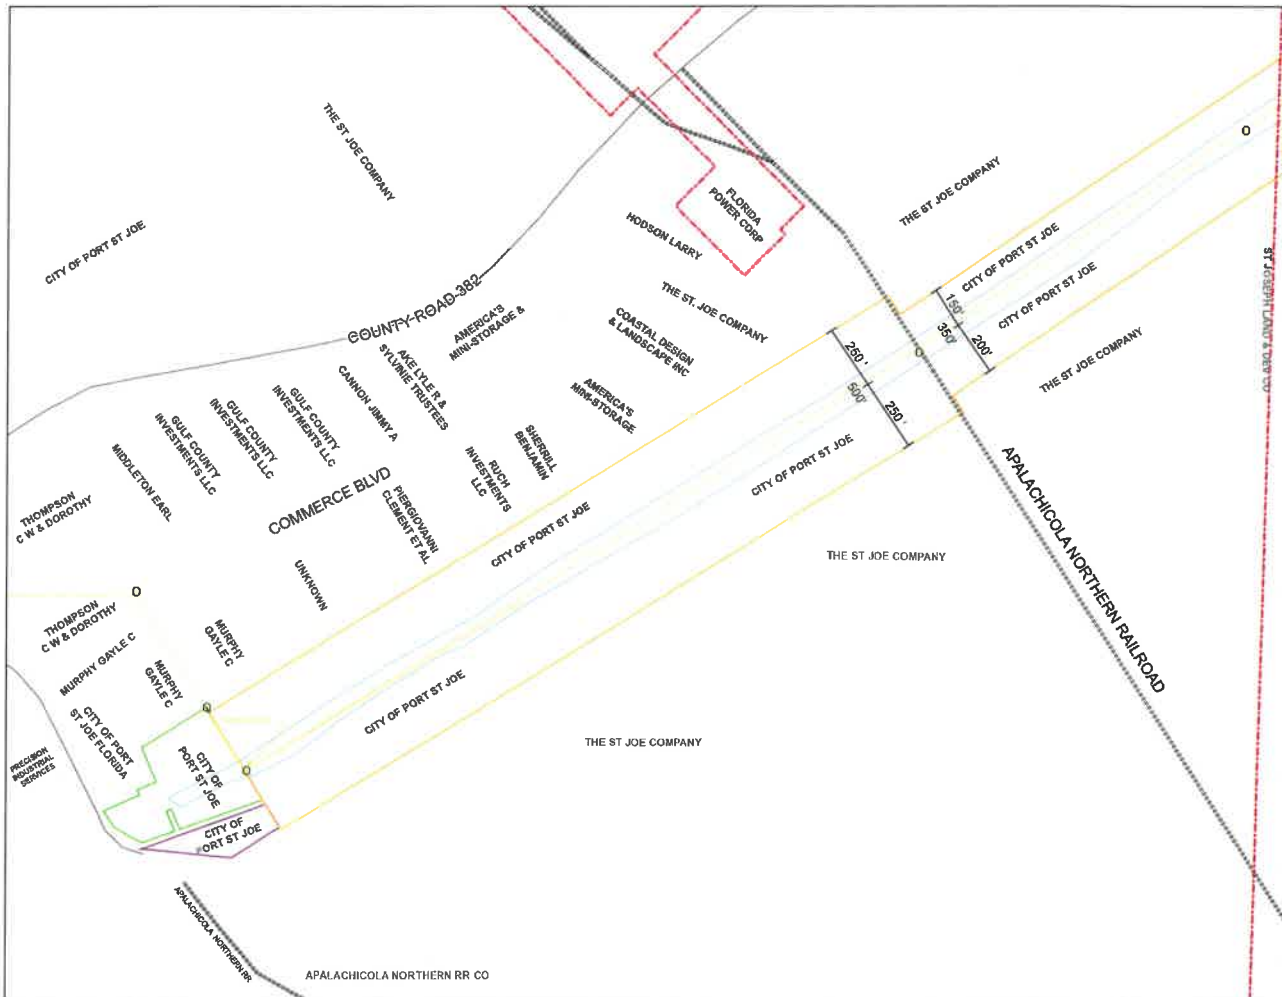 THE ST JOE COMPANY
CITY OF PORT ST JOE
FLORIDA
POWER CORP
HODSON LARRY
THE ST JOE COMPANY
CITY OF PORT ST JOE
CITY OF PORT ST JOE
ST JOSEPH LAND & DEV CO
THE ST JOE COMPANY
150'
350'
200'
THE ST. JOE COMPANY
COASTAL DESIGN
& LANDSCAPE INC
260'
500'
250'
COUNTY ROAD 382
AMERICA'S
MINI-STORAGE &
AKE LYLE R &
SYLVINIE TRUSTEES
CANNON JIMMY A
AMERICA'S
MINI-STORAGE
GULF COUNTY
INVESTMENTS LLC
GULF COUNTY
INVESTMENTS LLC
GULF COUNTY
INVESTMENTS LLC
MIDDLETON EARL
SHERRILL
BENJAMIN
RUCH
INVESTMENTS
LLC
COMMERCE BLVD
PIERGIOVANNI
CLEMENT ET AL
THOMPSON
C W & DOROTHY
CITY OF PORT ST JOE
CITY OF PORT ST JOE
APALACHICOLA NORTHERN RAILROAD
THE ST JOE COMPANY
UNKNOWN
THOMPSON
C W & DOROTHY
MURPHY
GAYLE C
MURPHY GAYLE C
MURPHY
GAYLE C
CITY OF PORT
ST JOE FLORIDA
CITY OF PORT ST JOE
THE ST JOE COMPANY
PRECISION
INDUSTRIAL
SERVICES
CITY OF
PORT ST JOE
CITY OF
PORT ST JOE
APALACHICOLA NORTHERN RR
APALACHICOLA NORTHERN RR CO